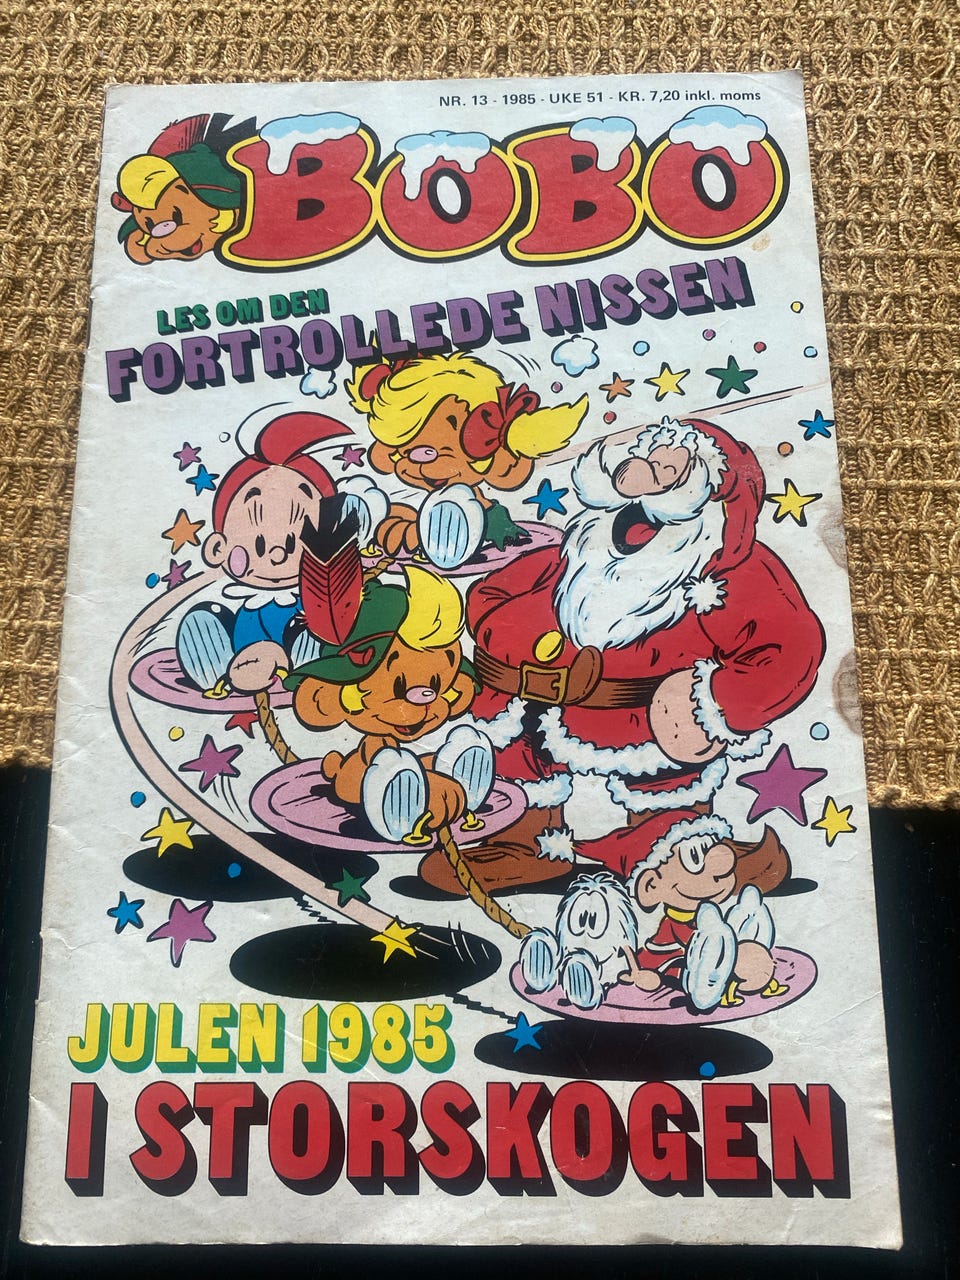 NR. 13 - 1985 - UKE 51 - KR. 7,20 inkl. moms
BOBO
LES OM DEN
FORTROLLEDE NISSEN
JULEN 1985
I STORSKOGEN